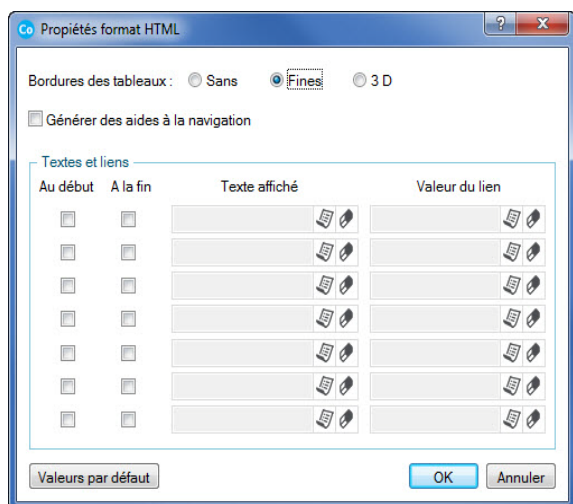 Co Propiétés format HTML
Bordures des tableaux : Sans Fines 3 D
Générer des aides à la navigation
Textes et liens
Au début A la fin Texte affiché Valeur du lien
Valeurs par défaut OK Annuler